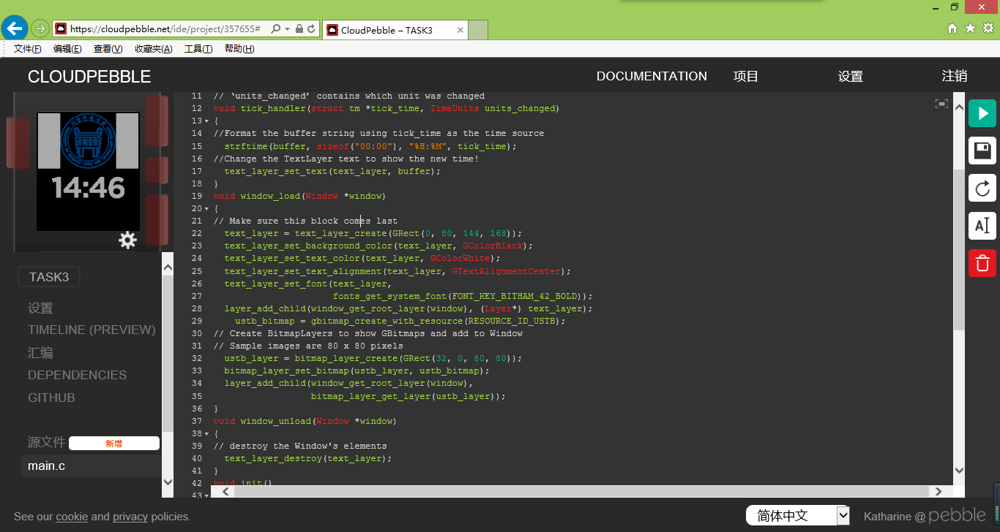 https://cloudpebble.net/ide/project/357655#
CloudPebble – TASK3
文件(F) 编辑(E) 查看(V) 收藏夹(A) 工具(T) 帮助(H)
CLOUDPEBBLE
DOCUMENTATION 项目 设置 注销
14:46
TASK3
设置
TIMELINE (PREVIEW)
汇编
DEPENDENCIES
GITHUB
源文件 新增
main.c
11 // ‘units_changed’ contains which unit was changed
12 void tick_handler(struct tm *tick_time, TimeUnits units_changed)
13 {
14 //Format the buffer string using tick_time as the time source
15 strftime(buffer, sizeof("00:00"), "%H:%M", tick_time);
16 //Change the TextLayer text to show the new time!
17 text_layer_set_text(text_layer, buffer);
18 }
19 void window_load(Window *window)
20 {
21 // Make sure this block comes last
22 text_layer = text_layer_create(GRect(0, 80, 144, 168));
23 text_layer_set_background_color(text_layer, GColorBlack);
24 text_layer_set_text_color(text_layer, GColorWhite);
25 text_layer_set_text_alignment(text_layer, GTextAlignmentCenter);
26 text_layer_set_font(text_layer,
27 fonts_get_system_font(FONT_KEY_BITHAM_42_BOLD));
28 layer_add_child(window_get_root_layer(window), (Layer*) text_layer);
29 ustb_bitmap = gbitmap_create_with_resource(RESOURCE_ID_USTB);
30 // Create BitmapLayers to show GBitmaps and add to Window
31 // Sample images are 80 x 80 pixels
32 ustb_layer = bitmap_layer_create(GRect(32, 0, 80, 80));
33 bitmap_layer_set_bitmap(ustb_layer, ustb_bitmap);
34 layer_add_child(window_get_root_layer(window),
35 bitmap_layer_get_layer(ustb_layer));
36 }
37 void window_unload(Window *window)
38 {
39 // destroy the Window's elements
40 text_layer_destroy(text_layer);
41 }
42 void init()
43
See our cookie and privacy policies.
简体中文
Katharine @ pebble